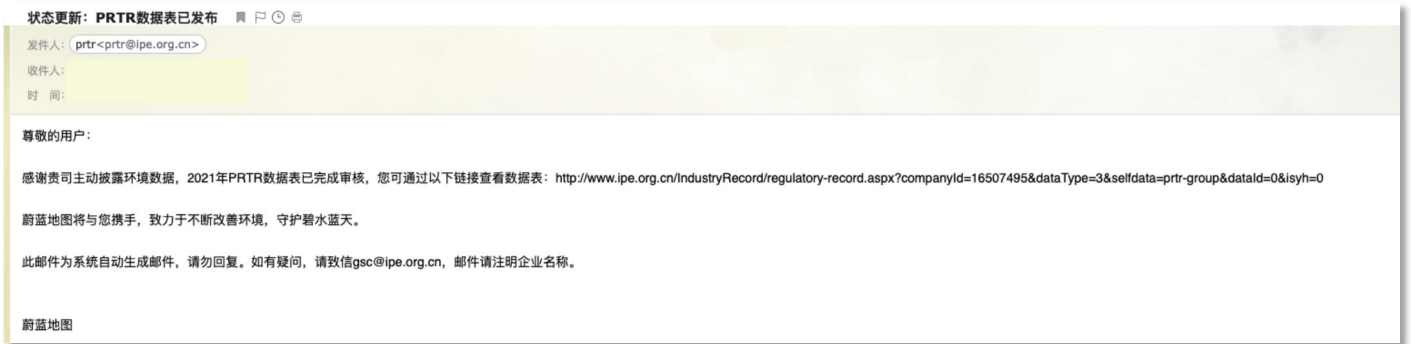 状态更新：PRTR数据表已发布
发件人：prtr<prtr@ipe.org.cn>
收件人：
时 间：
尊敬的用户：
感谢贵司主动披露环境数据，2021年PRTR数据表已完成审核，您可通过以下链接查看数据表：http://www.ipe.org.cn/IndustryRecord/regulatory-record.aspx?companyId=16507495&dataType=3&selfdata=prtr-group&dataId=0&isyh=0
蔚蓝地图将与您携手，致力于不断改善环境，守护碧水蓝天。
此邮件为系统自动生成邮件，请勿回复。如有疑问，请致信gsc@ipe.org.cn，邮件请注明企业名称。
蔚蓝地图